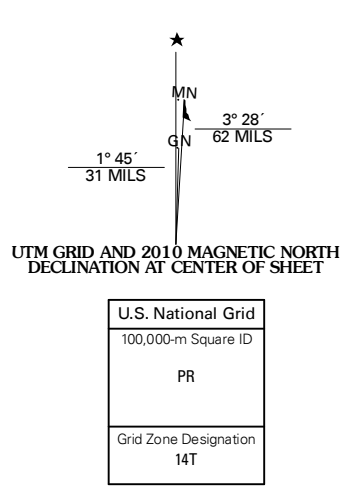 MN
3° 28´
62 MILS
GN
1° 45´
31 MILS
UTM GRID AND 2010 MAGNETIC NORTH
DECLINATION AT CENTER OF SHEET
U.S. National Grid
100,000-m Square ID
PR
Grid Zone Designation
14T